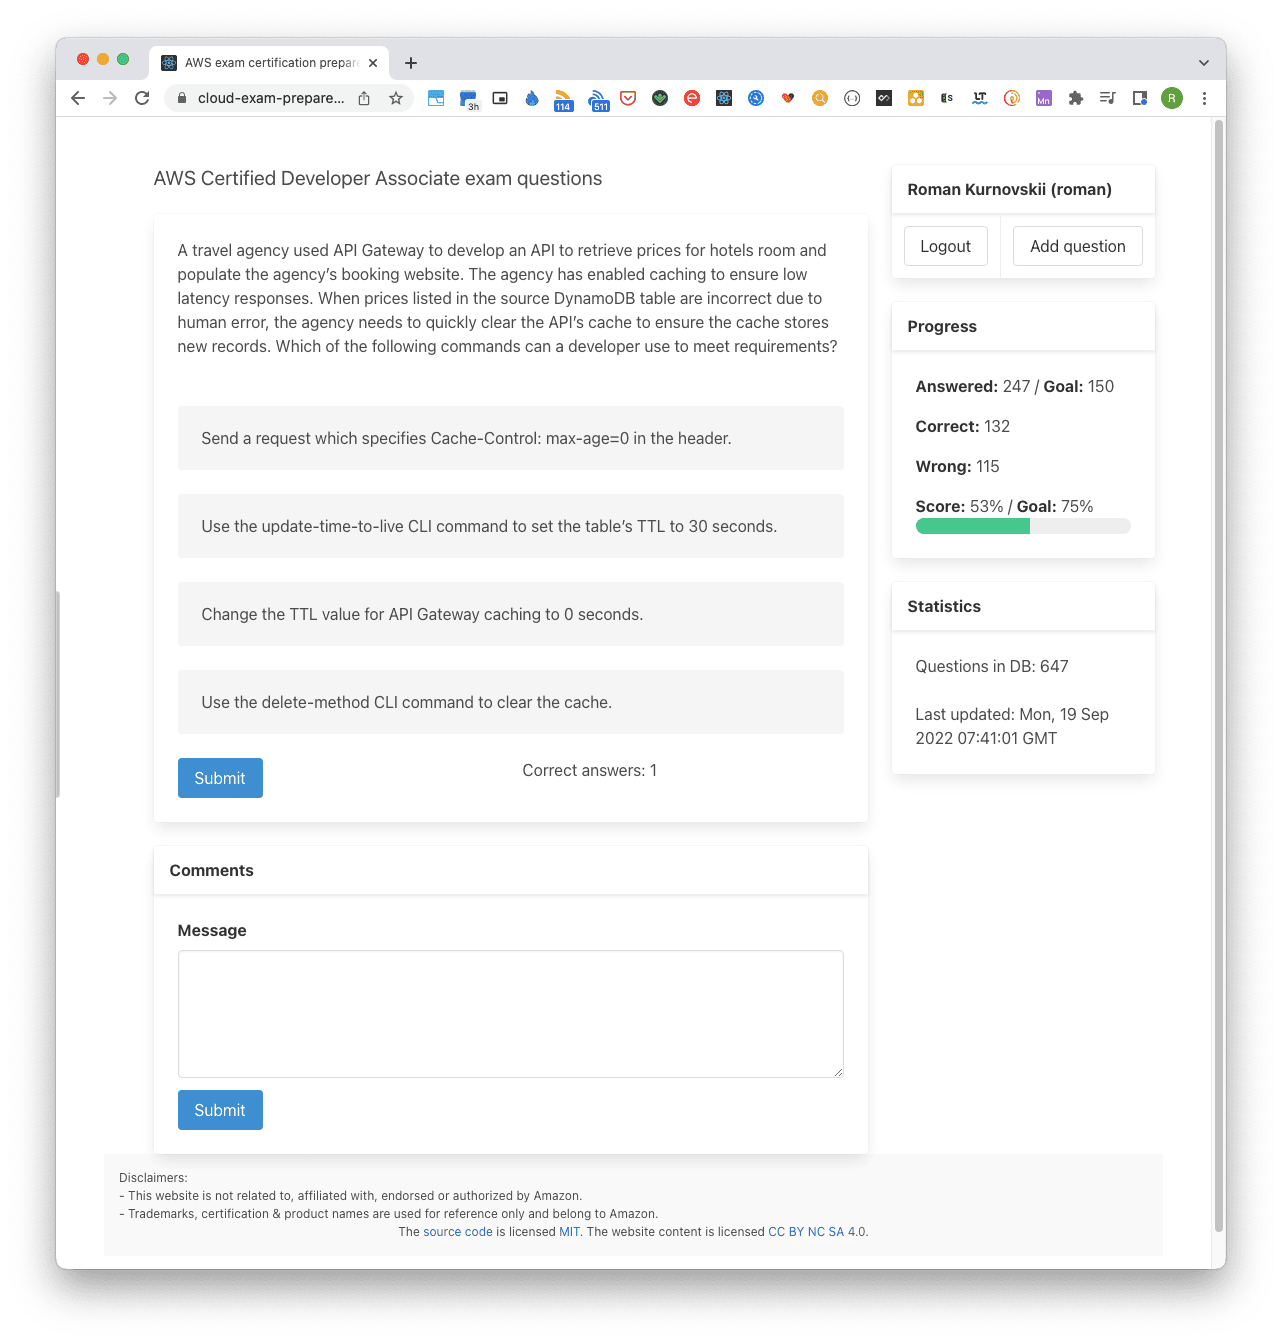 AWS exam certification prepare
cloud-exam-prepare...
3h
114
511
Mn
R
AWS Certified Developer Associate exam questions
A travel agency used API Gateway to develop an API to retrieve prices for hotels room and
populate the agency’s booking website. The agency has enabled caching to ensure low
latency responses. When prices listed in the source DynamoDB table are incorrect due to
human error, the agency needs to quickly clear the API’s cache to ensure the cache stores
new records. Which of the following commands can a developer use to meet requirements?
Send a request which specifies Cache-Control: max-age=0 in the header.
Use the update-time-to-live CLI command to set the table’s TTL to 30 seconds.
Change the TTL value for API Gateway caching to 0 seconds.
Use the delete-method CLI command to clear the cache.
Submit
Correct answers: 1
Comments
Message
Submit
Roman Kurnovskii (roman)
Logout
Add question
Progress
Answered: 247 / Goal: 150
Correct: 132
Wrong: 115
Score: 53% / Goal: 75%
Statistics
Questions in DB: 647
Last updated: Mon, 19 Sep
2022 07:41:01 GMT
Disclaimers:
- This website is not related to, affiliated with, endorsed or authorized by Amazon.
- Trademarks, certification & product names are used for reference only and belong to Amazon.
The source code is licensed MIT. The website content is licensed CC BY NC SA 4.0.